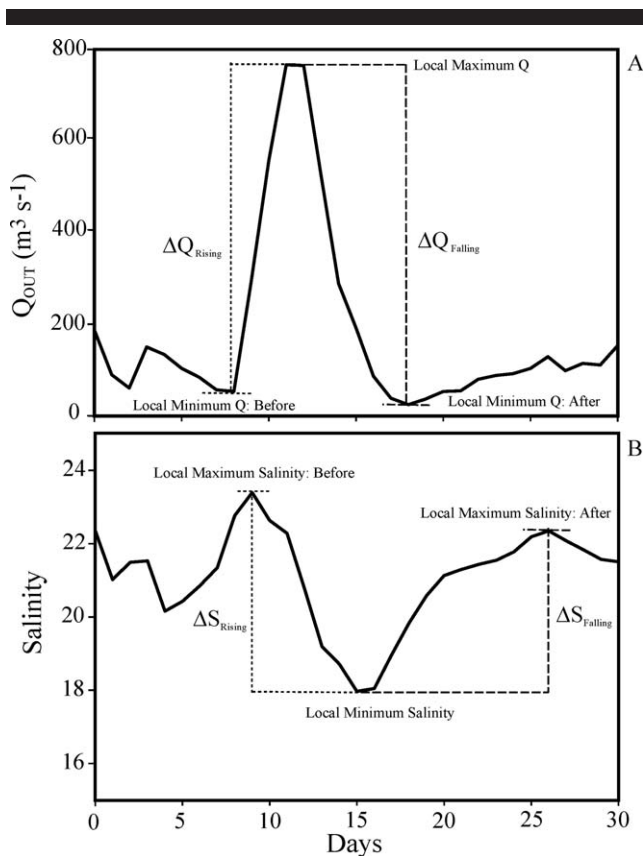 A
800
600
400
200
0
QOUT (m³ s-1)
Local Maximum Q
ΔQRising
ΔQFalling
Local Minimum Q: Before
Local Minimum Q: After
B
24
22
20
18
16
Salinity
Local Maximum Salinity: Before
Local Maximum Salinity: After
ΔSRising
ΔSFalling
Local Minimum Salinity
0 5 10 15 20 25 30
Days